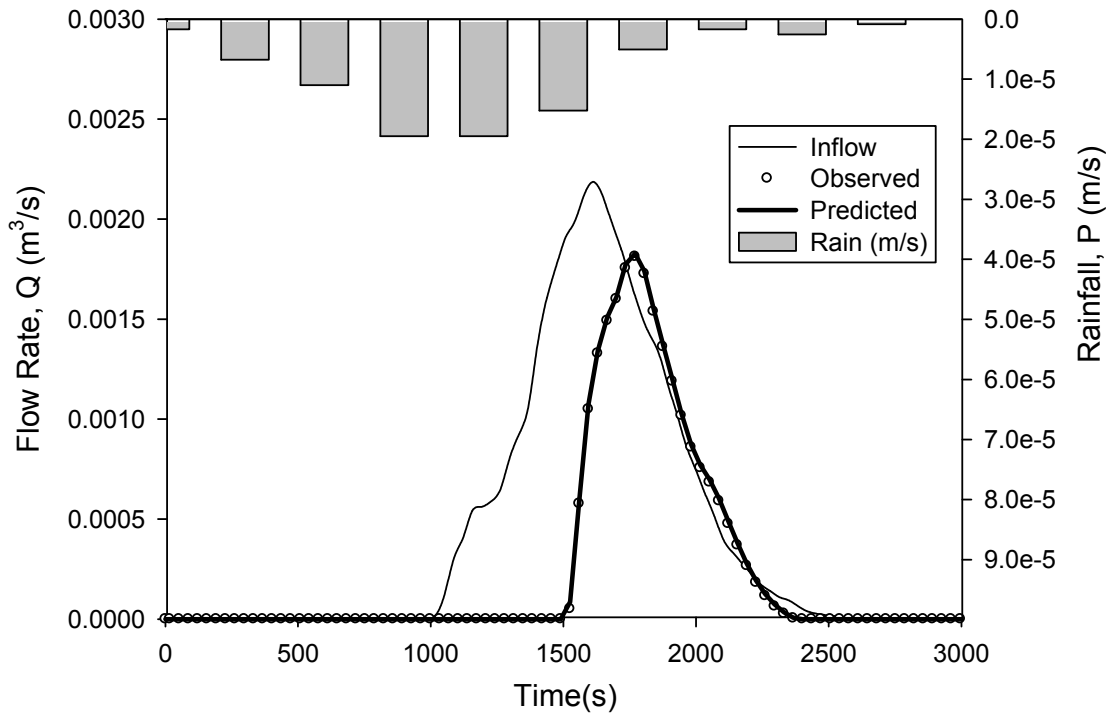 0.0030
0.0025
0.0020
0.0015
0.0010
0.0005
0.0000
Flow Rate, Q (m³/s)
0.0
1.0e-5
2.0e-5
3.0e-5
4.0e-5
5.0e-5
6.0e-5
7.0e-5
8.0e-5
9.0e-5
Rainfall, P (m/s)
Inflow
Observed
Predicted
Rain (m/s)
0 500 1000 1500 2000 2500 3000
Time(s)